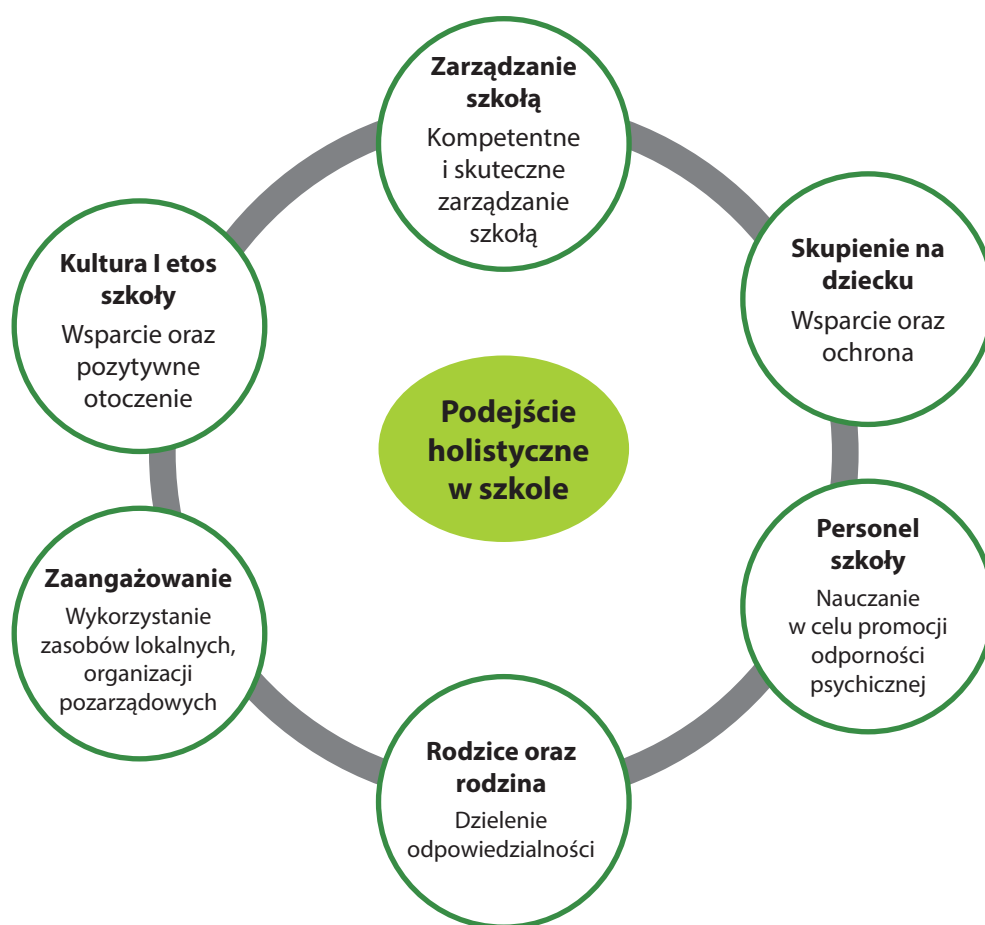 Zarządzanie
szkołą
Kompetentne
i skuteczne
zarządzanie
szkołą
Skupienie na
dziecku
Wsparcie oraz
ochrona
Personel
szkoły
Nauczanie
w celu promocji
odporności
psychicznej
Rodzice oraz
rodzina
Dzielenie
odpowiedzialności
Zaangażowanie
Wykorzystanie
zasobów lokalnych,
organizacji
pozarządowych
Kultura I etos
szkoły
Wsparcie oraz
pozytywne
otoczenie
Podejście
holistyczne
w szkole